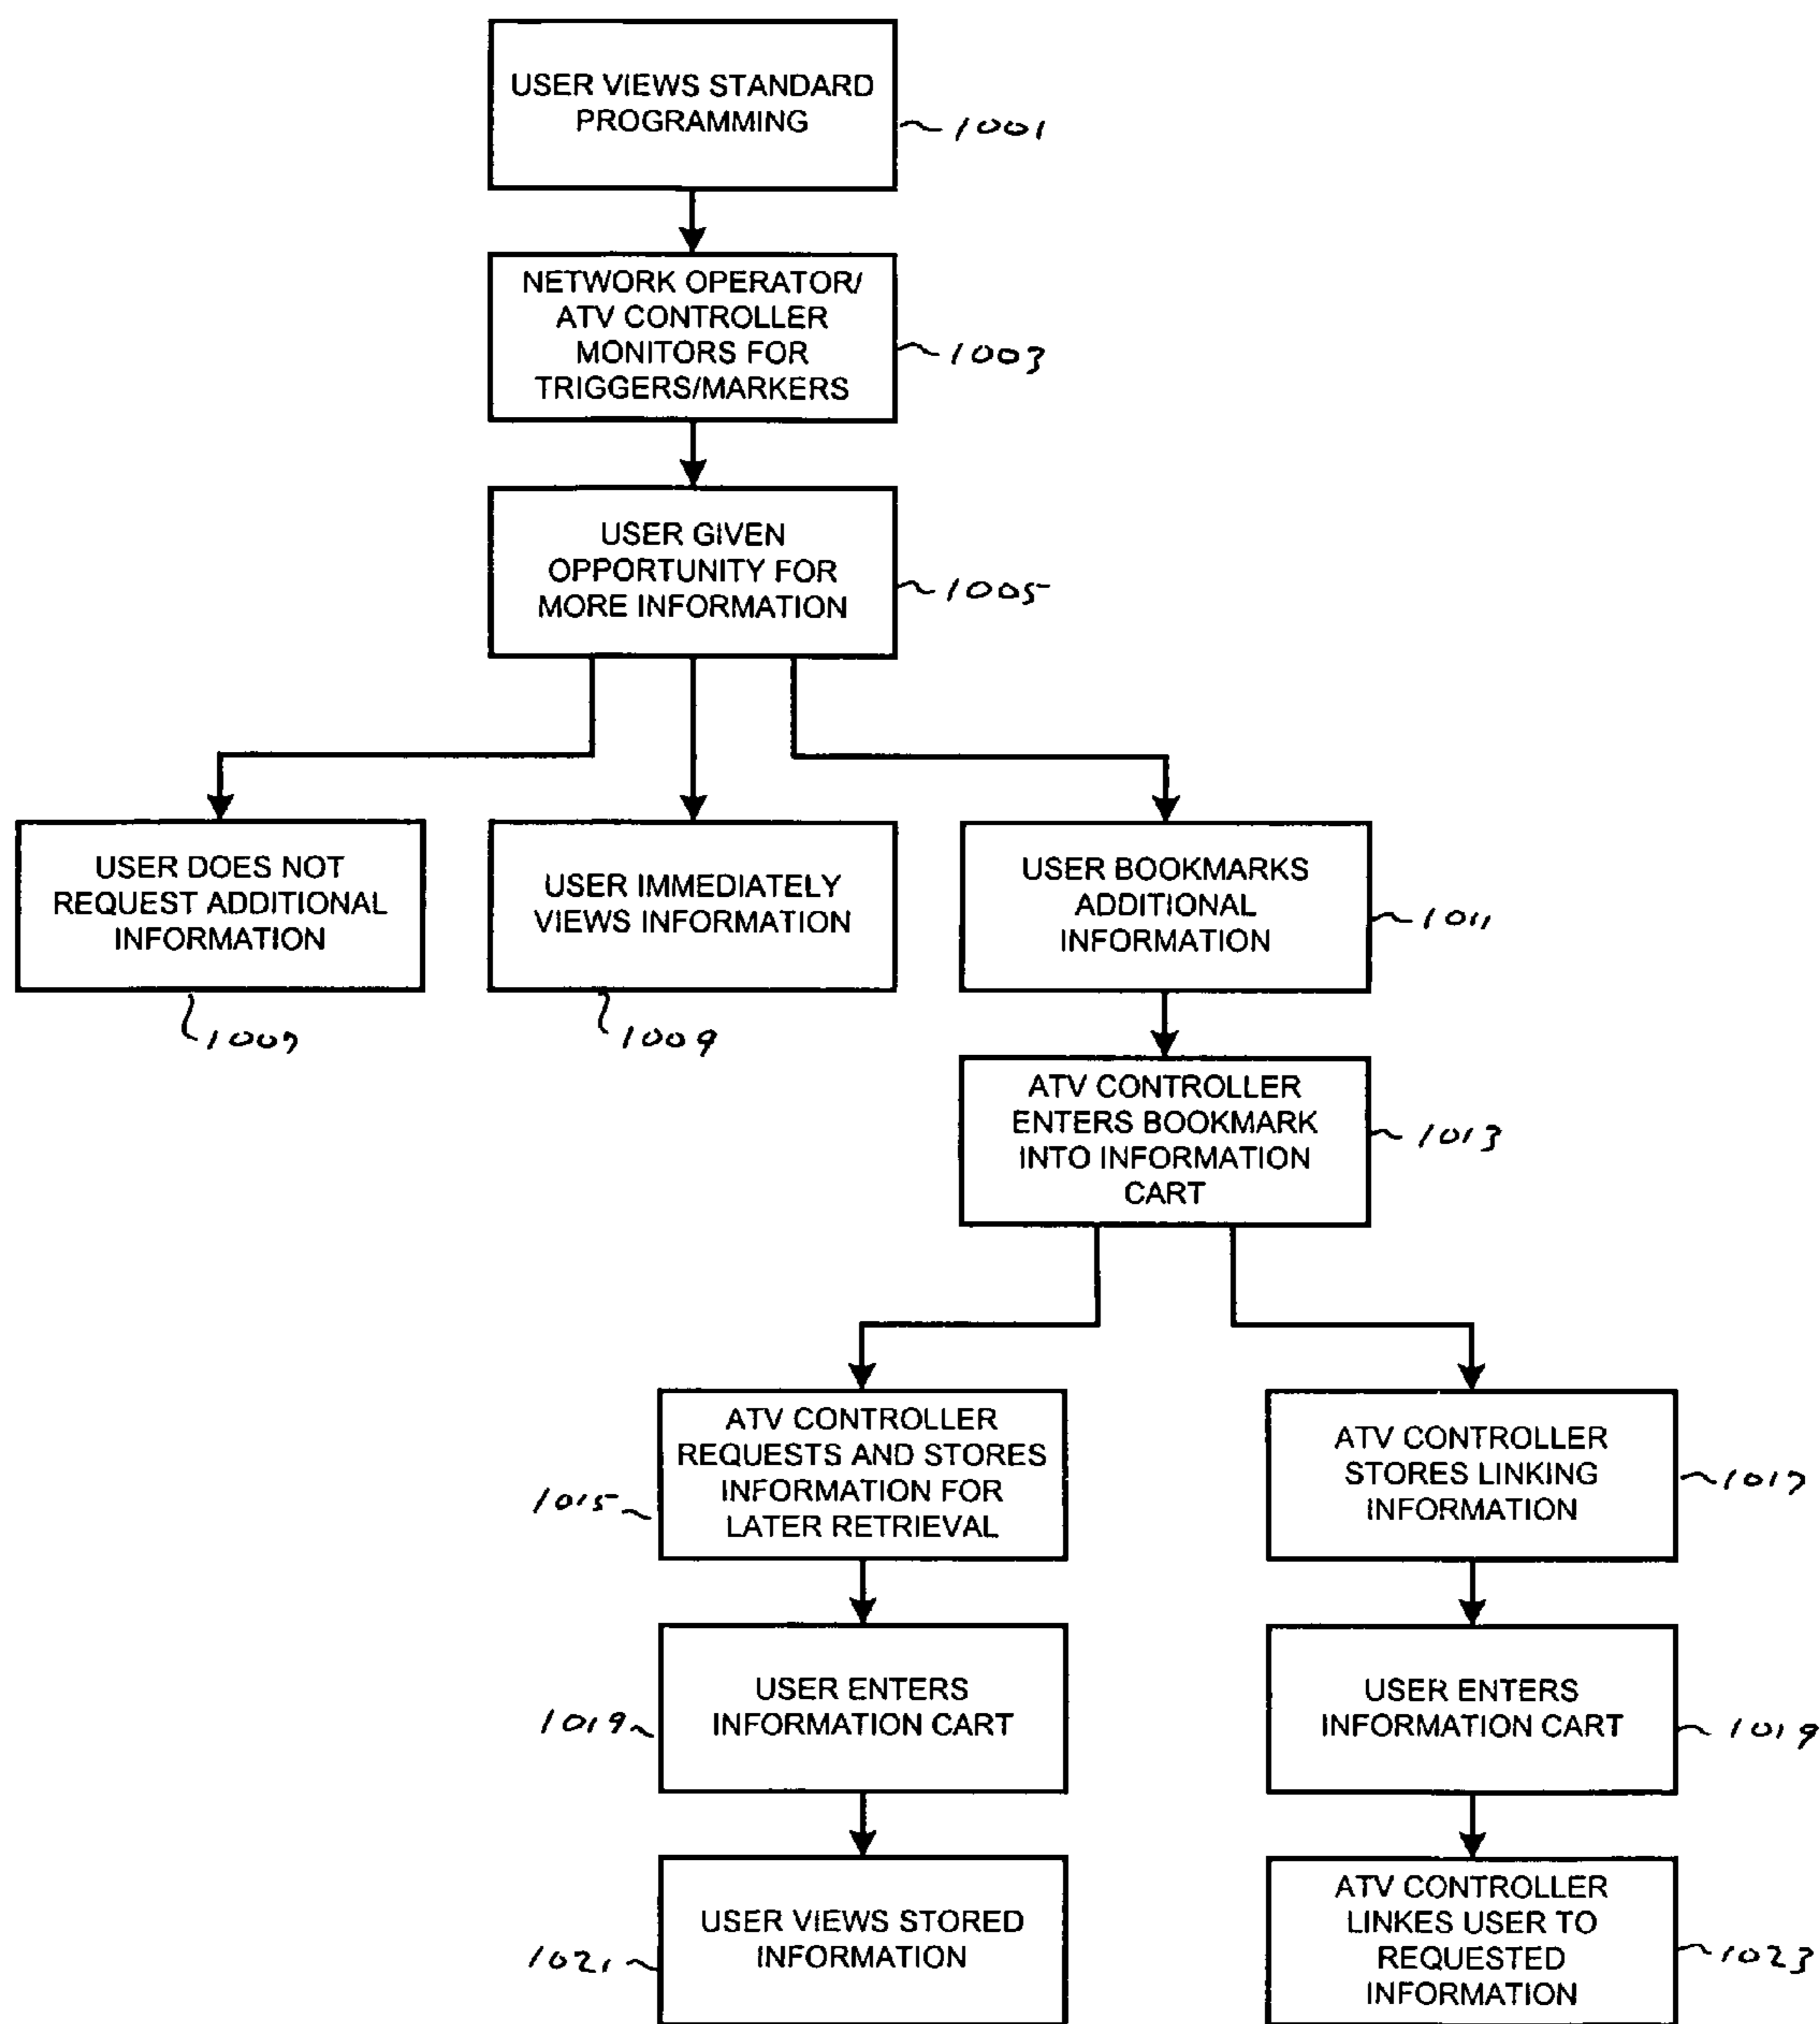 USER VIEWS STANDARD
PROGRAMMING
1001
NETWORK OPERATOR/
ATV CONTROLLER
MONITORS FOR
TRIGGERS/MARKERS
1003
USER GIVEN
OPPORTUNITY FOR
MORE INFORMATION
1005
USER DOES NOT
REQUEST ADDITIONAL
INFORMATION
1007
USER IMMEDIATELY
VIEWS INFORMATION
1009
USER BOOKMARKS
ADDITIONAL
INFORMATION
1011
ATV CONTROLLER
ENTERS BOOKMARK
INTO INFORMATION
CART
1013
ATV CONTROLLER
REQUESTS AND STORES
INFORMATION FOR
LATER RETRIEVAL
1015
ATV CONTROLLER
STORES LINKING
INFORMATION
1017
USER ENTERS
INFORMATION CART
1019
USER ENTERS
INFORMATION CART
1019
USER VIEWS STORED
INFORMATION
1021
ATV CONTROLLER
LINKES USER TO
REQUESTED
INFORMATION
1023